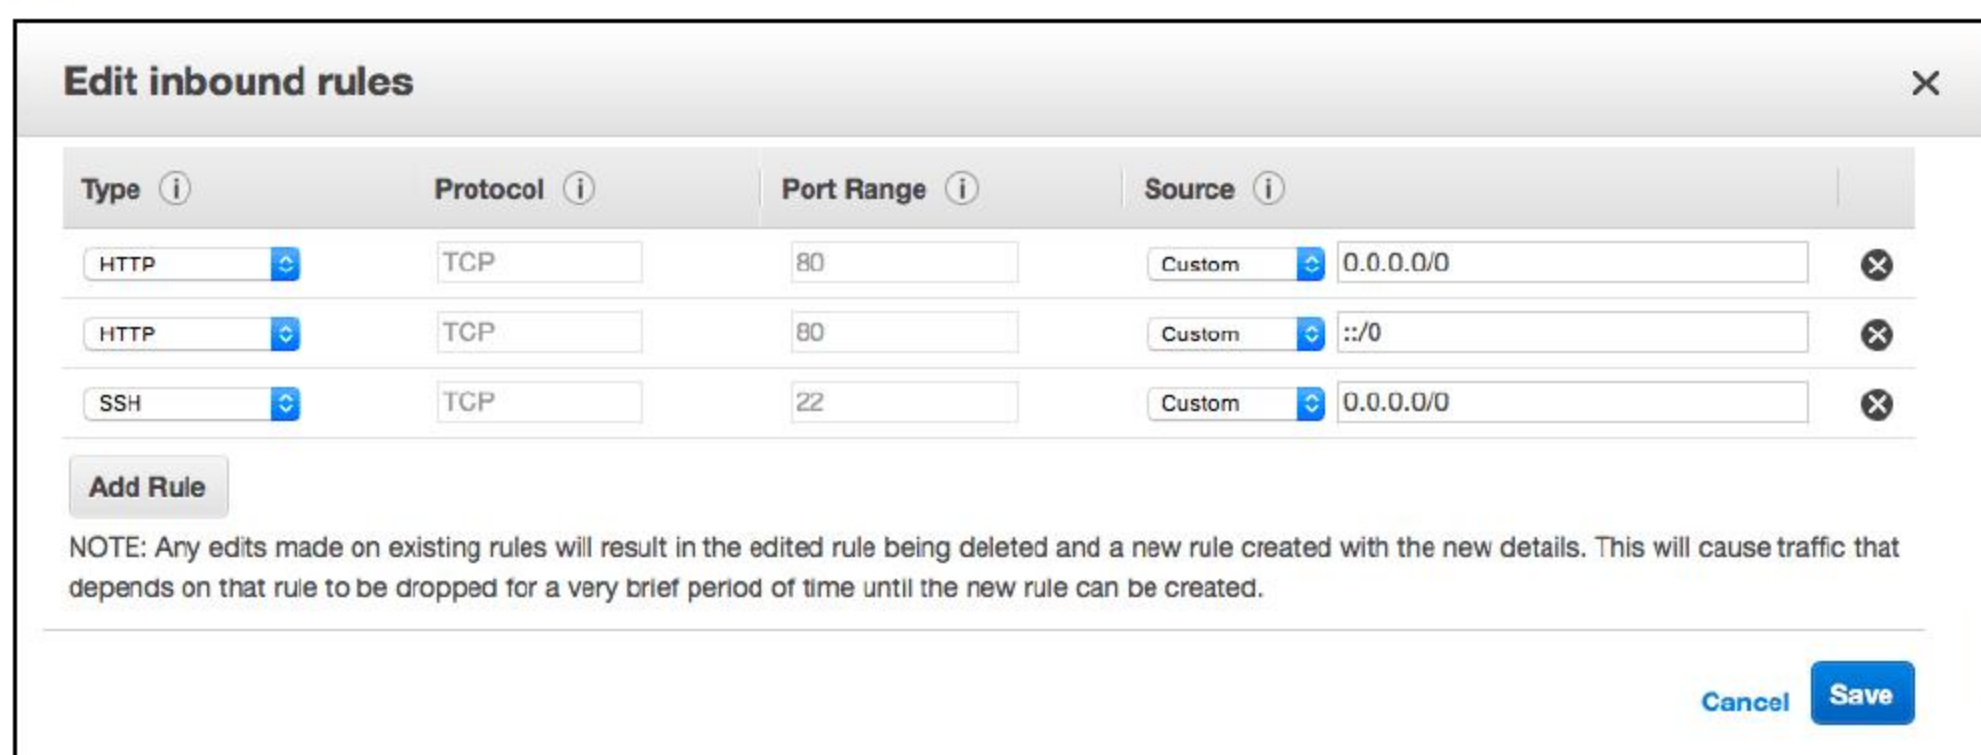 Edit inbound rules
Type Protocol Port Range Source
HTTP TCP 80 Custom 0.0.0.0/0
HTTP TCP 80 Custom ::/0
SSH TCP 22 Custom 0.0.0.0/0
Add Rule
NOTE: Any edits made on existing rules will result in the edited rule being deleted and a new rule created with the new details. This will cause traffic that
depends on that rule to be dropped for a very brief period of time until the new rule can be created.
Cancel Save